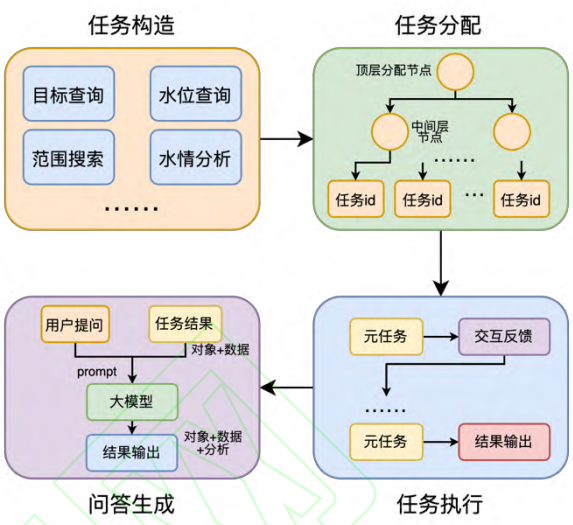 任务构造
任务分配
目标查询
水位查询
范围搜索
水情分析
......
顶层分配节点
中间层
节点
......
任务id
任务id
...
任务id
用户提问
任务结果
对象+数据
prompt
大模型
结果输出
对象+数据
+分析
元任务
交互反馈
......
元任务
结果输出
问答生成
任务执行